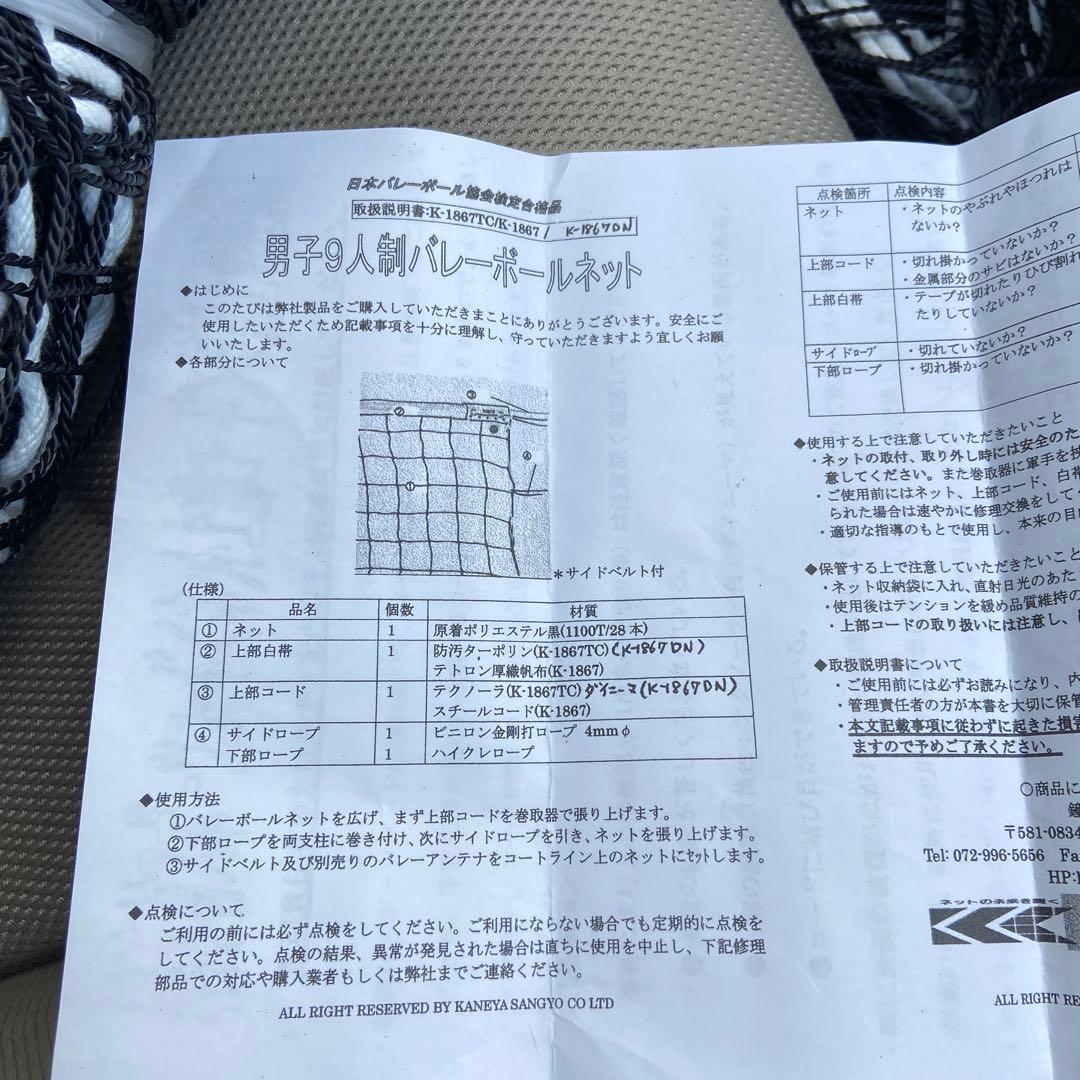 日本バレーボール協会検定合格品
取扱説明書:K-1867TC/K-1867 / K-1867DN
男子9人制バレーボールネット
◆はじめに
このたびは弊社製品をご購入していただきまことにありがとうございます。安全にご
使用したいただくため記載事項を十分に理解し、守っていただきますよう宜しくお願
いいたします。
◆各部分について
③
②
④
①
*サイドベルト付
(仕様)
品名 個数 材質
① ネット 1 原着ポリエステル黒(1100T/28本)
② 上部白帯 1 防汚ターポリン(K-1867TC)(K-1867DN)
テトロン厚織帆布(K-1867)
③ 上部コード 1 テクノーラ(K-1867TC)ダイニーマ(K-1867DN)
スチールコード(K-1867)
④ サイドロープ 1 ビニロン金剛打ロープ 4mmφ
下部ロープ 1 ハイクレロープ
◆使用方法
①バレーボールネットを広げ、まず上部コードを巻取器で張り上げます。
②下部ロープを両支柱に巻き付け、次にサイドロープを引き、ネットを張り上げます。
③サイドベルト及び別売りのバレーアンテナをコートライン上のネットにｾｯﾄします。
◆点検について
ご利用の前には必ず点検をしてください。ご利用にならない場合でも定期的に点検を
してください。点検の結果、異常が発見された場合は直ちに使用を中止し、下記修理
部品での対応や購入業者もしくは弊社までご連絡ください。
ALL RIGHT RESERVED BY KANEYA SANGYO CO LTD
点検箇所 点検内容
ネット ・ネットのやぶれやほつれは
ないか?
上部コード ・切れ掛かっていないか?
・金属部分のサビはないか?
上部白帯 ・テープが切れたりひび割れ
たりしていないか?
サイドﾛｰﾌﾟ ・切れていないか?
下部ロープ ・切れ掛かっていないか?
◆使用する上で注意していただきたいこと
・ネットの取付、取り外し時には安全のた
意してください。また巻取器に軍手を挟
・ご使用前にはネット、上部コード、白帯
られた場合は速やかに修理交換をして
・適切な指導のもとで使用し、本来の目
◆保管する上で注意していただきたいこと
・ネット収納袋に入れ、直射日光のあた
・使用後はテンションを緩め品質維持の
・上部コードの取り扱いには注意し、
◆取扱説明書について
・ご使用前には必ずお読みになり、内
・管理責任者の方が本書を大切に保管
・本文記載事項に従わずに起きた損害
ますので予めご了承ください。
○商品に
〒581-0834
Tel: 072-996-5656 Fa
HP:
ネットの未来を開く
ALL RIGHT RE